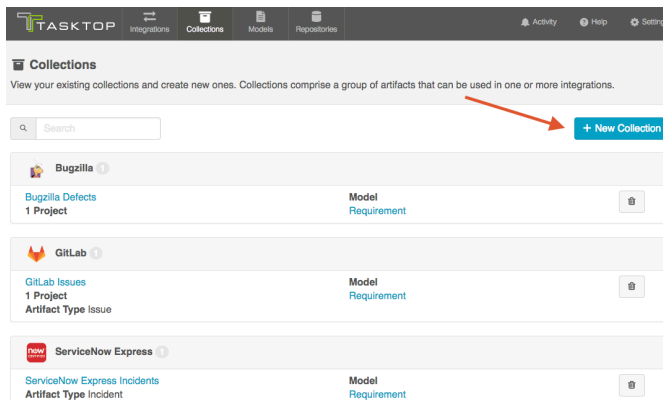 TASKTOP
Integrations
Collections
Models
Repositories
Activity
Help
Setting
Collections
View your existing collections and create new ones. Collections comprise a group of artifacts that can be used in one or more integrations.
Search
+ New Collection
Bugzilla 1
Bugzilla Defects
1 Project
Model
Requirement
GitLab 1
GitLab Issues
1 Project
Artifact Type Issue
Model
Requirement
now
ServiceNow Express 1
ServiceNow Express Incidents
Artifact Type Incident
Model
Requirement